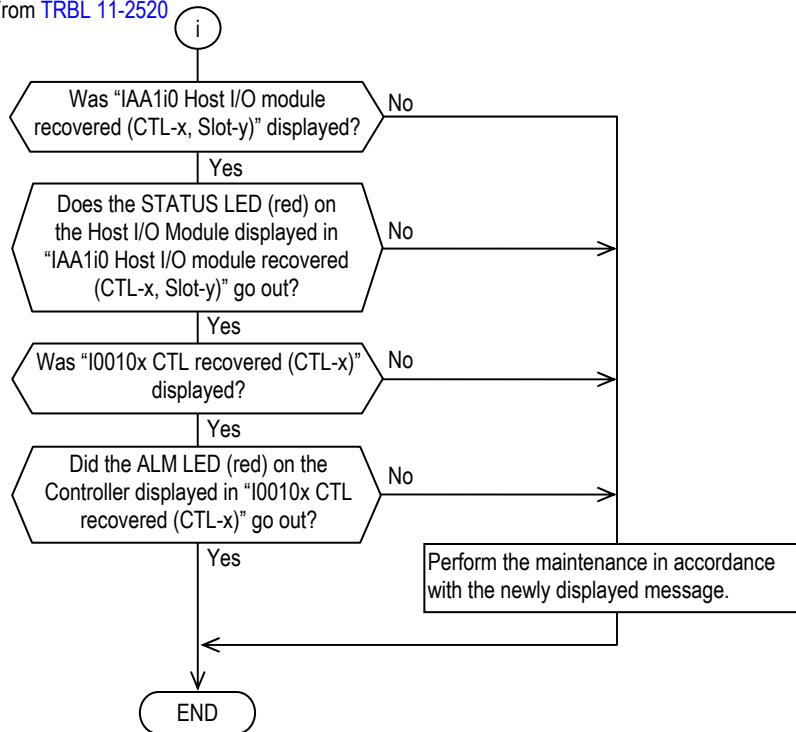 from TRBL 11-2520
i
Was “IAA1i0 Host I/O module
recovered (CTL-x, Slot-y)” displayed?
No
Yes
Does the STATUS LED (red) on
the Host I/O Module displayed in
“IAA1i0 Host I/O module recovered
(CTL-x, Slot-y)” go out?
No
Yes
Was “I0010x CTL recovered (CTL-x)”
displayed?
No
Yes
Did the ALM LED (red) on the
Controller displayed in “I0010x CTL
recovered (CTL-x)” go out?
No
Yes
Perform the maintenance in accordance
with the newly displayed message.
END